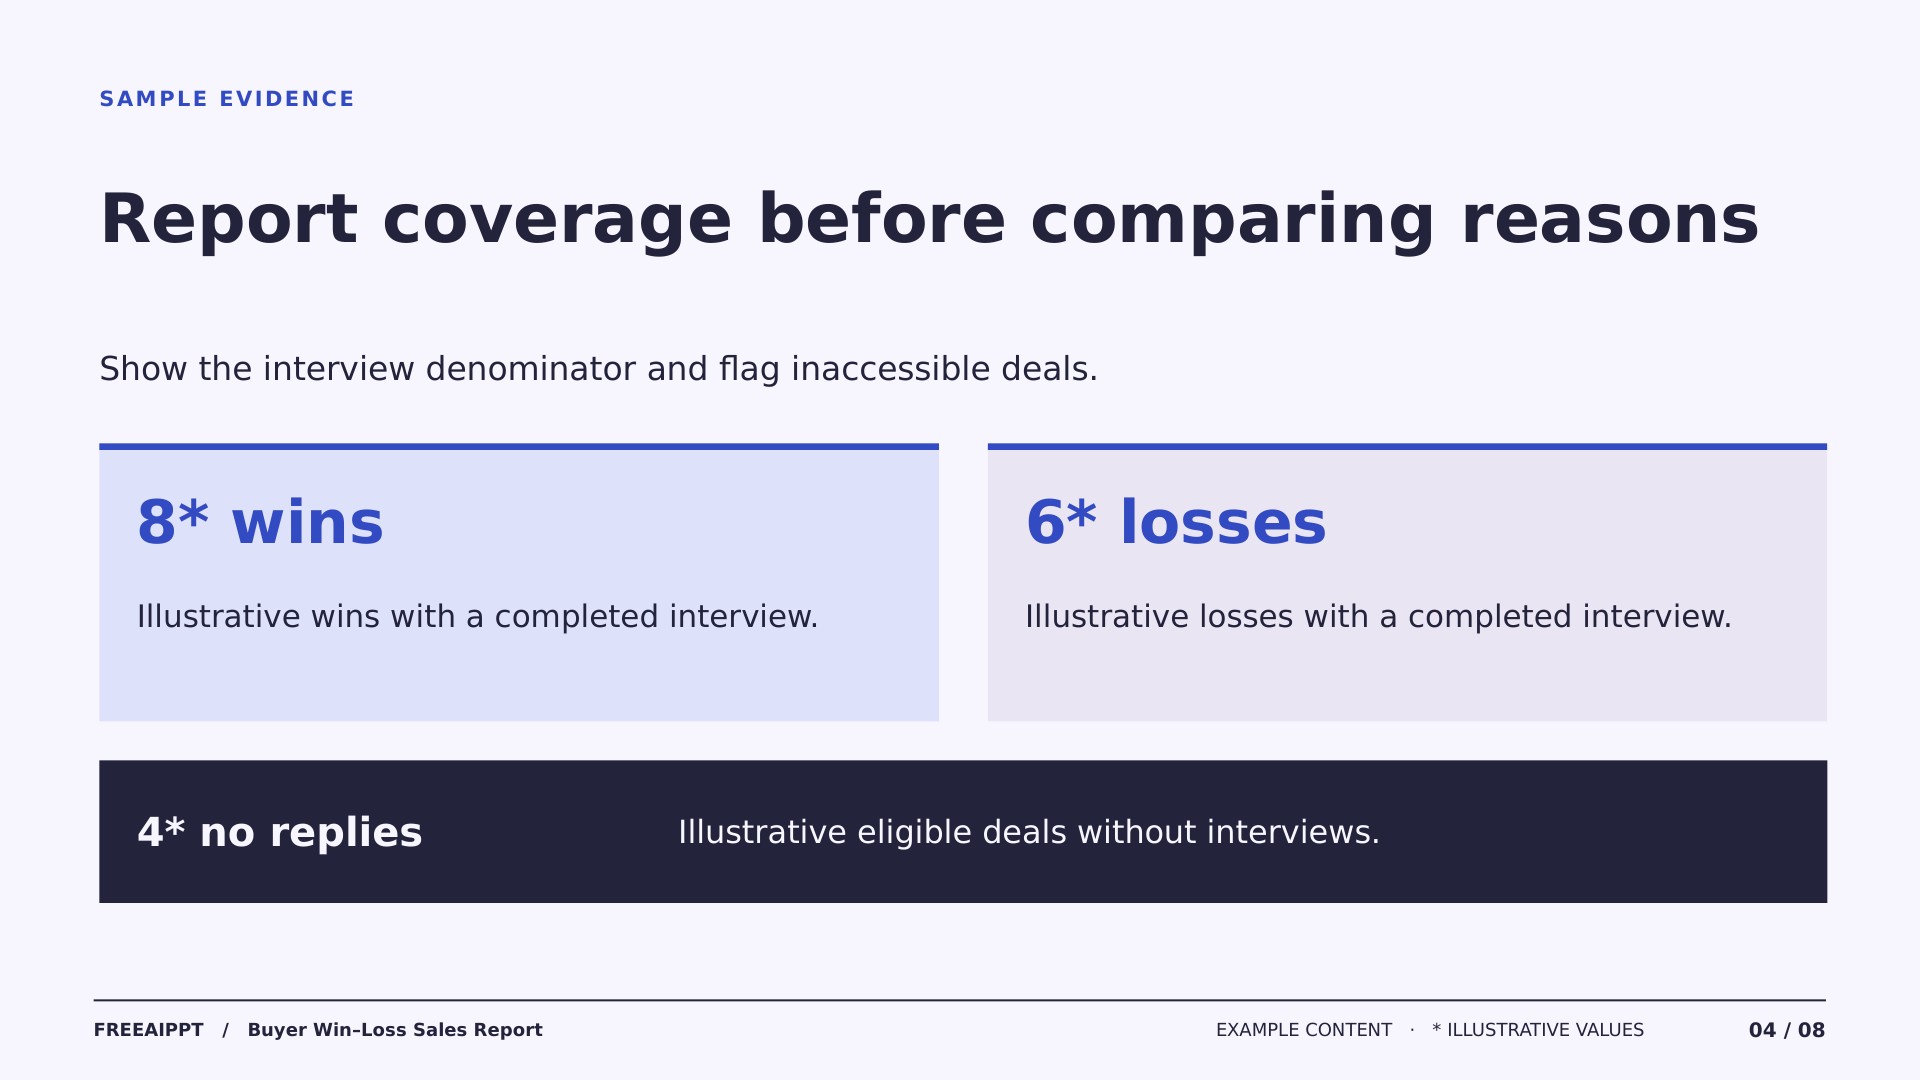 SAMPLE EVIDENCE
Report coverage before comparing reasons
Show the interview denominator and flag inaccessible deals.
8* wins
Illustrative wins with a completed interview.
6* losses
Illustrative losses with a completed interview.
4* no replies
Illustrative eligible deals without interviews.
FREEAIPPT / Buyer Win–Loss Sales Report
EXAMPLE CONTENT · * ILLUSTRATIVE VALUES
04 / 08